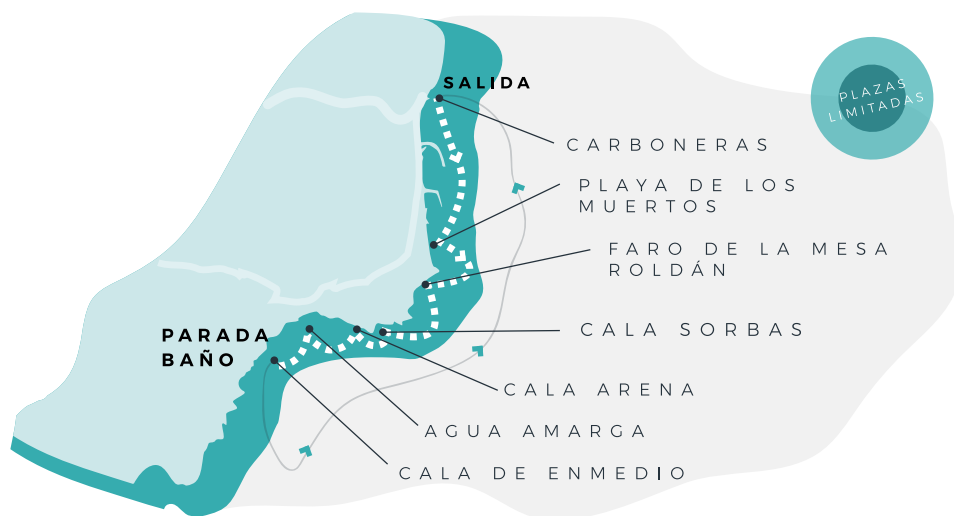 PLAZAS
LIMITADAS
SALIDA
CARBONERAS
PLAYA DE LOS
MUERTOS
FARO DE LA MESA
ROLDÁN
CALA SORBAS
PARADA
BAÑO
CALA ARENA
AGUA AMARGA
CALA DE ENMEDIO